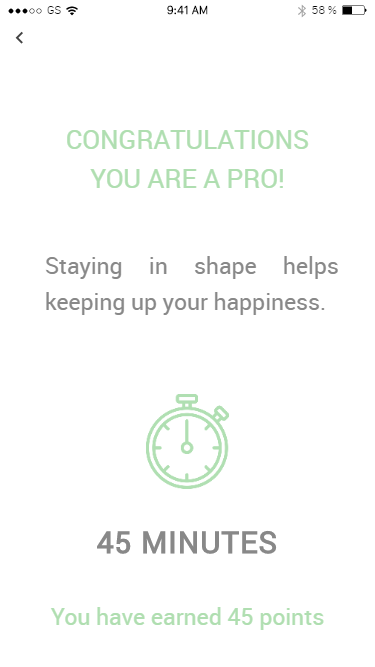 GS 9:41 AM 58 %
CONGRATULATIONS
YOU ARE A PRO!
Staying in shape helps
keeping up your happiness.
45 MINUTES
You have earned 45 points